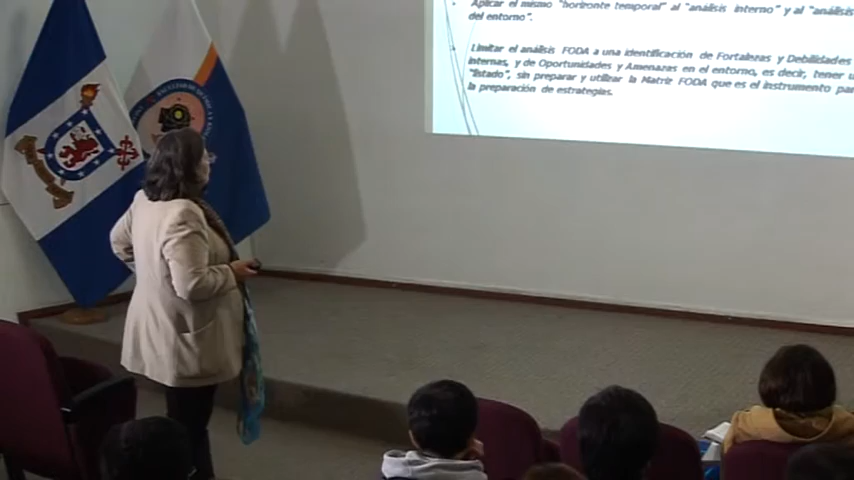 Aplicar el mismo "horizonte temporal" al "análisis interno" y al "análisis
del entorno".
Limitar el análisis FODA a una identificación de Fortalezas y Debilidades
internas, y de Oportunidades y Amenazas en el entorno, es decir, tener u
"Estado", sin preparar y utilizar la Matriz FODA que es el instrumento par
la preparación de estrategias.